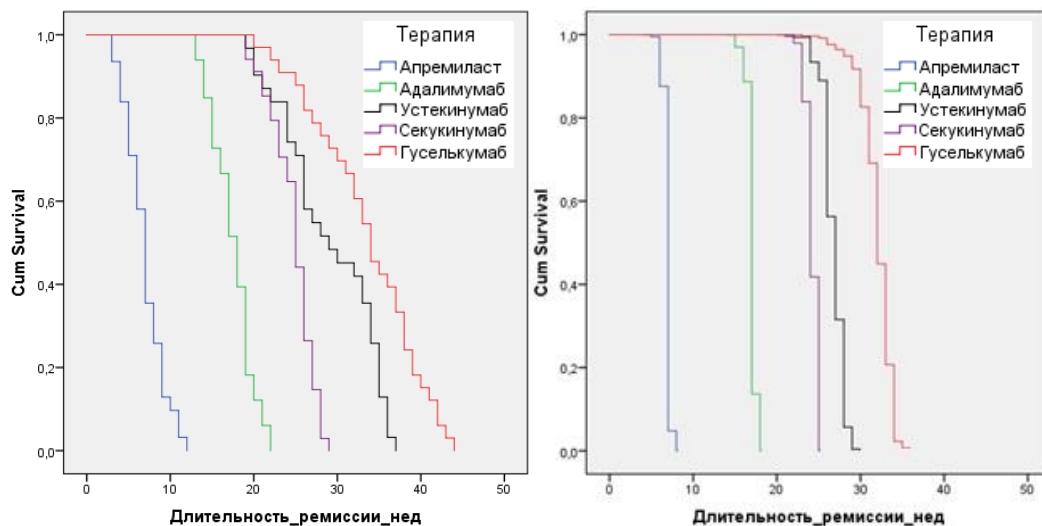 Терапия
Апремиласт
Адалимумаб
Устекинумаб
Секукинумаб
Гуселькумаб
1,0
0,8
0,6
0,4
0,2
0,0
Cum Survival
0 10 20 30 40 50
Длительность_ремиссии_нед
Терапия
Апремиласт
Адалимумаб
Устекинумаб
Секукинумаб
Гуселькумаб
1,0
0,8
0,6
0,4
0,2
0,0
Cum Survival
0 10 20 30 40 50
Длительность_ремиссии_нед